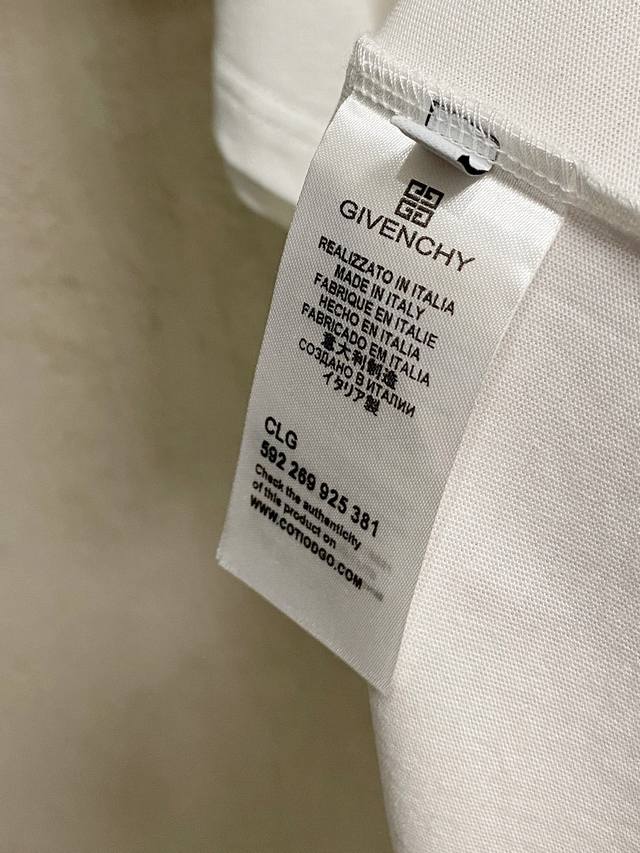 GIVENCHY
REALIZZATO IN ITALIA
MADE IN ITALY
FABRIQUE EN ITALIE
HECHO EN ITALIA
FABRICADO EM ITALIA
意大利制造
СОЗДАНО В ИТАЛИИ
イタリア製
CLG
592 269 925 381
Check the authenticity
of this product on
WWW.COTIODGO.COM